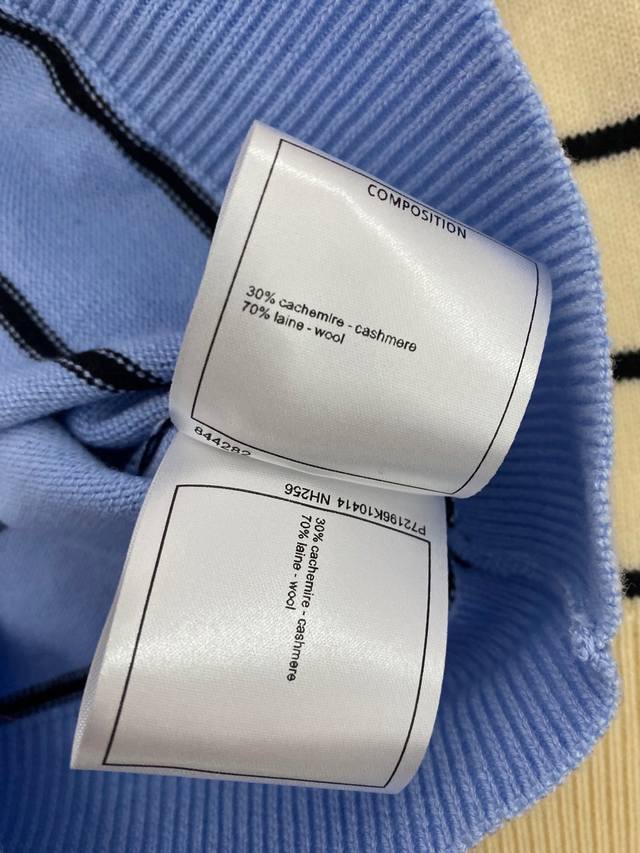 COMPOSITION
30% cachemire - cashmere
70% laine - wool
844282
P72196K10414 NH256
30% cachemire - cashmere
70% laine - wool